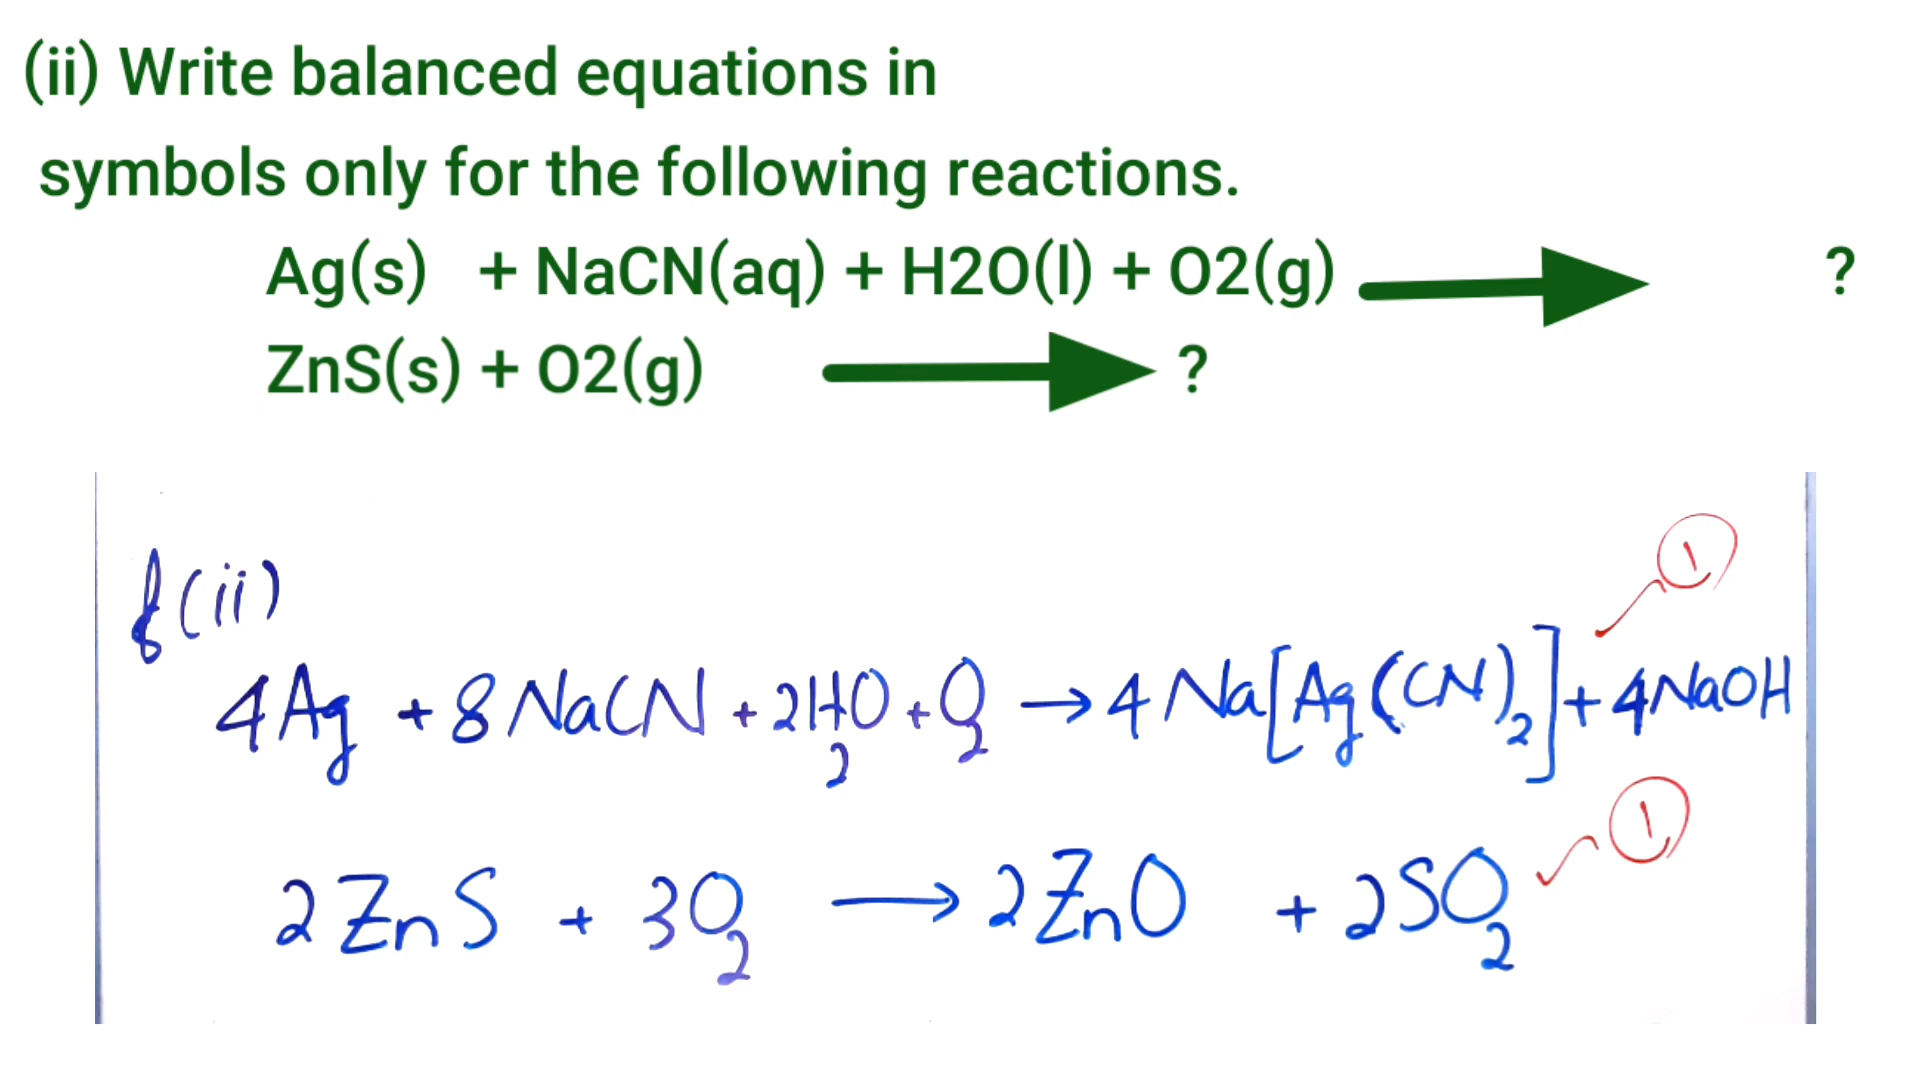 (ii) Write balanced equations in
symbols only for the following reactions.
Ag(s) + NaCN(aq) + H2O(l) + O2(g) ?
ZnS(s) + O2(g) ?
f(ii)
1
4Ag + 8NaCN + 2H₂O + O₂ → 4Na[Ag(CN)₂] + 4NaOH
1
2ZnS + 3O₂ → 2ZnO + 2SO₂